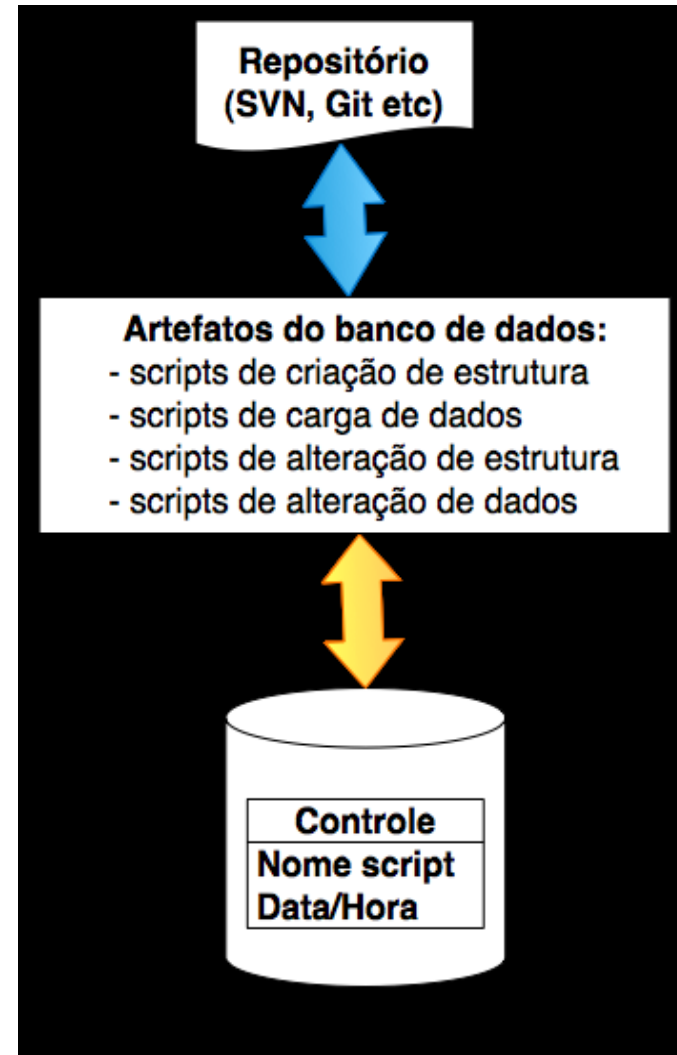 Repositório
(SVN, Git etc)
Artefatos do banco de dados:
- scripts de criação de estrutura
- scripts de carga de dados
- scripts de alteração de estrutura
- scripts de alteração de dados
Controle
Nome script
Data/Hora